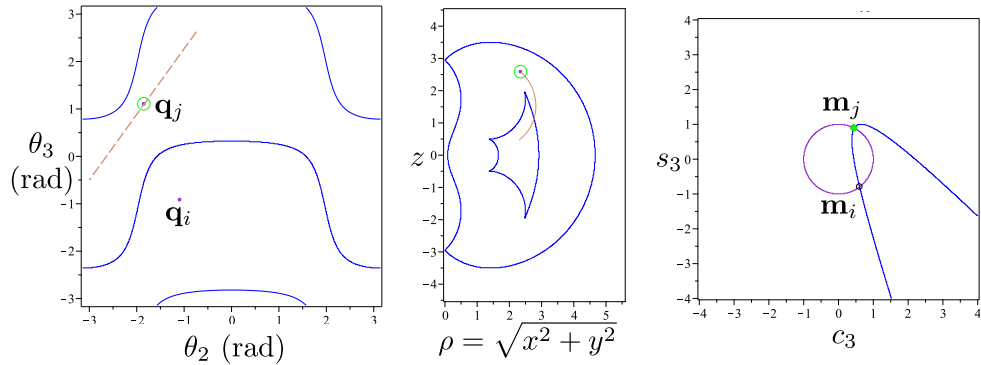 3
2
1
0
−1
−2
−3
−3 −2 −1 0 1 2 3
θ₃
(rad)
θ₂ (rad)
q_j
q_i
4
3
2
1
0
−1
−2
−3
−4
0 1 2 3 4 5
z
ρ = √(x² + y²)
4
3
2
1
0
−1
−2
−3
−4
−4 −3 −2 −1 0 1 2 3 4
s₃
c₃
m_j
m_i